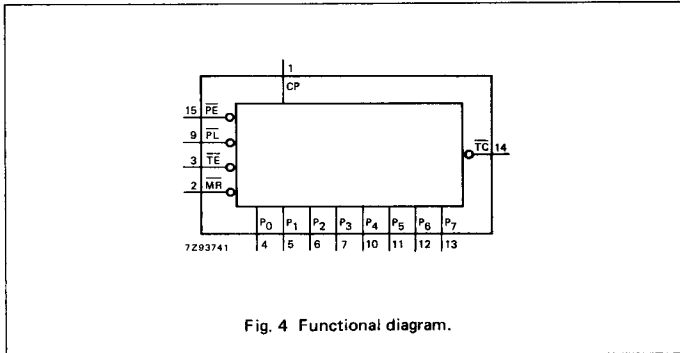 1
CP
15 PE
9 PL
3 TE
2 MR
TC 14
P0 P1 P2 P3 P4 P5 P6 P7
7Z93741
4 5 6 7 10 11 12 13
Fig. 4 Functional diagram.